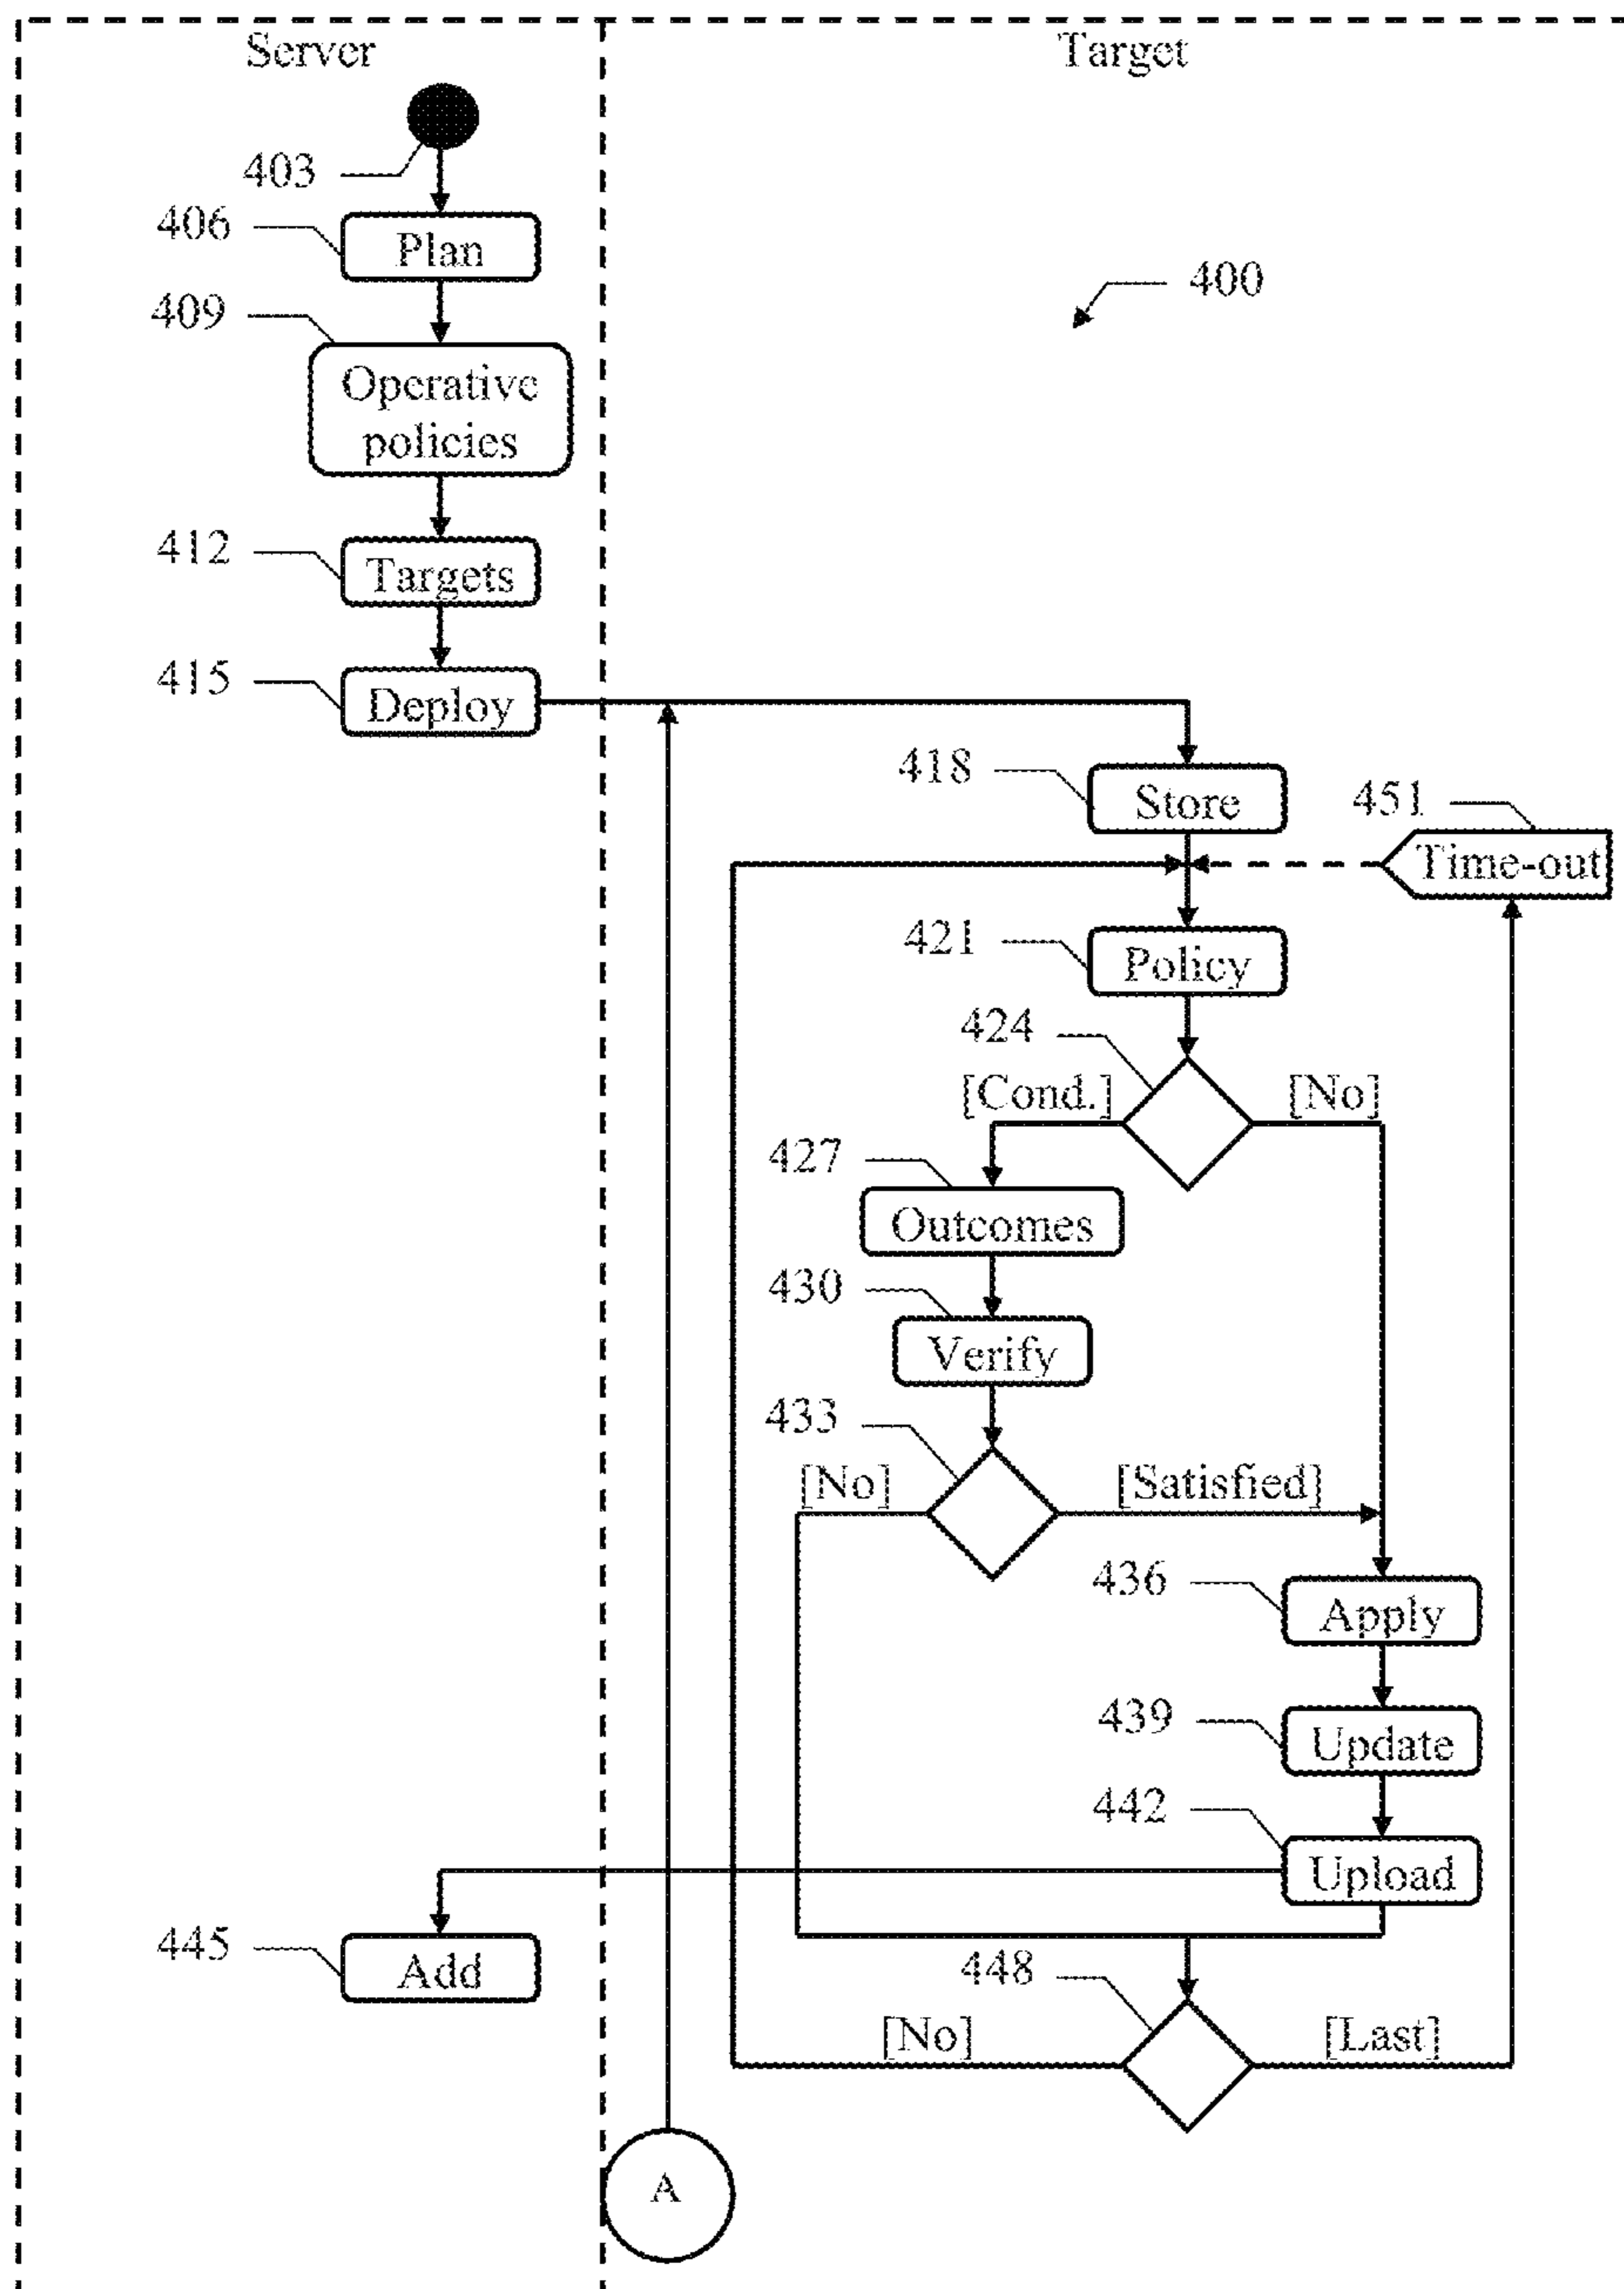 Server
Target
403
406
Plan
400
409
Operative
policies
412
Targets
415
Deploy
418
Store
451
Time-out
421
Policy
424
[Cond.]
[No]
427
Outcomes
430
Verify
433
[No]
[Satisfied]
436
Apply
439
Update
442
Upload
445
Add
448
[No]
[Last]
A